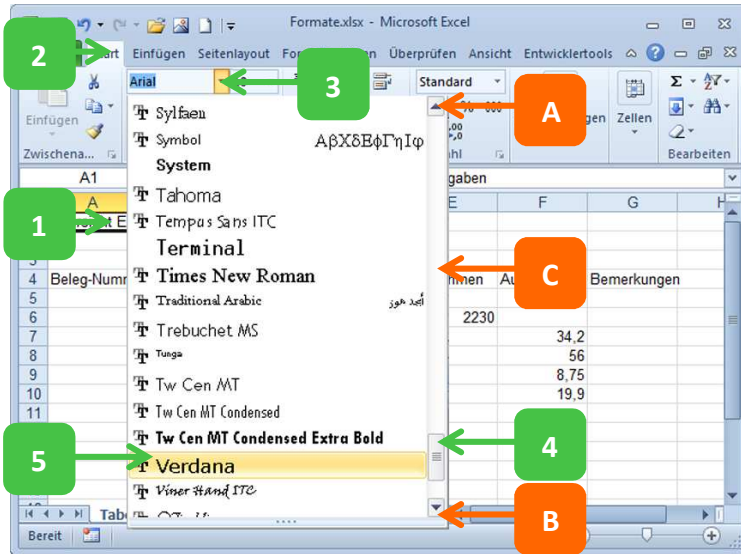 Formate.xlsx - Microsoft Excel
2
Einfügen Seitenlayout Überprüfen Ansicht Entwicklertools
Arial
3
Standard
A
Einfügen
Zellen
Zwischena...
Bearbeiten
A1
Sylfaen
Symbol ΑβΧδΕφΓηΙφ
System
Tahoma
Tempus Sans ITC
Terminal
Times New Roman
Traditional Arabic أبجد هوز
Trebuchet MS
Tunga
Tw Cen MT
Tw Cen MT Condensed
Tw Cen MT Condensed Extra Bold
Verdana
Viner Hand ITC
A E F G H
1
C
4 Beleg-Numm Bemerkungen
5
6 2230
7 34,2
8 56
9 8,75
10 19,9
11
5
4
B
Bereit